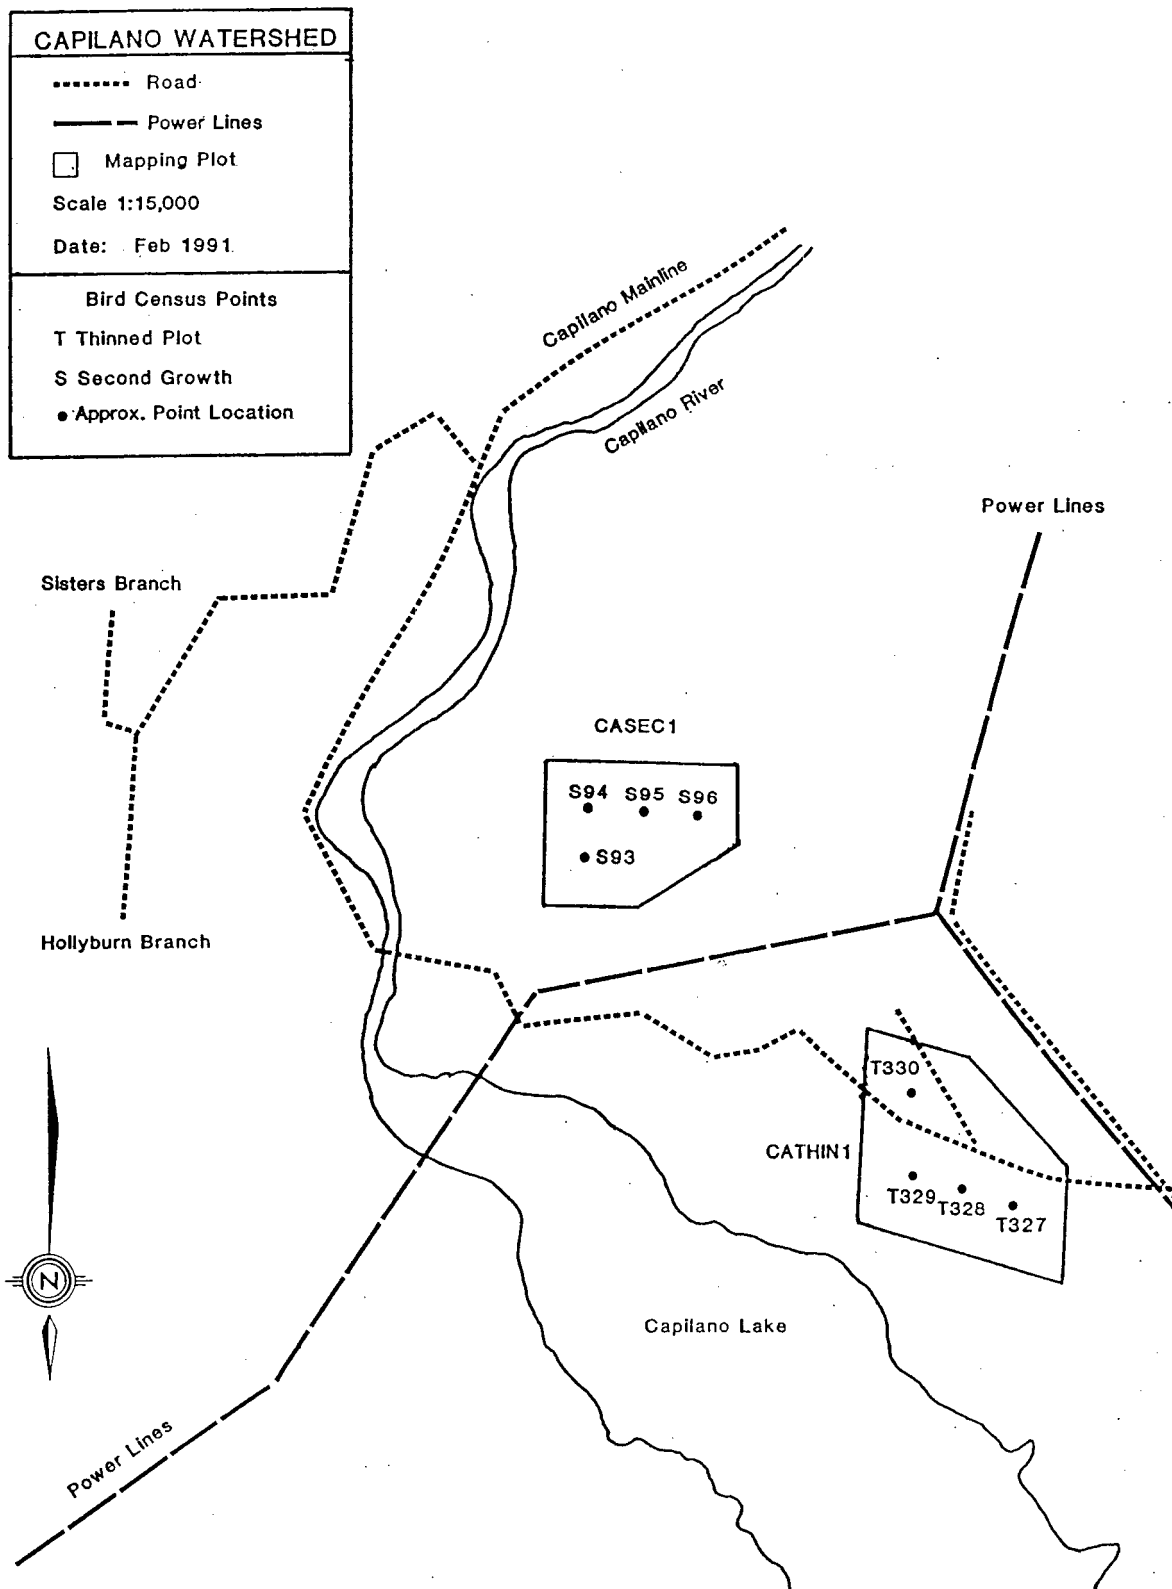 CAPILANO WATERSHED
Road
Power Lines
Mapping Plot
Scale 1:15,000
Date: Feb 1991
Bird Census Points
T Thinned Plot
S Second Growth
Approx. Point Location
Capilano Mainline
Capilano River
Power Lines
Sisters Branch
CASEC1
S94 S95 S96
S93
Hollyburn Branch
T330
CATHIN1
T329 T328 T327
N
Capilano Lake
Power Lines